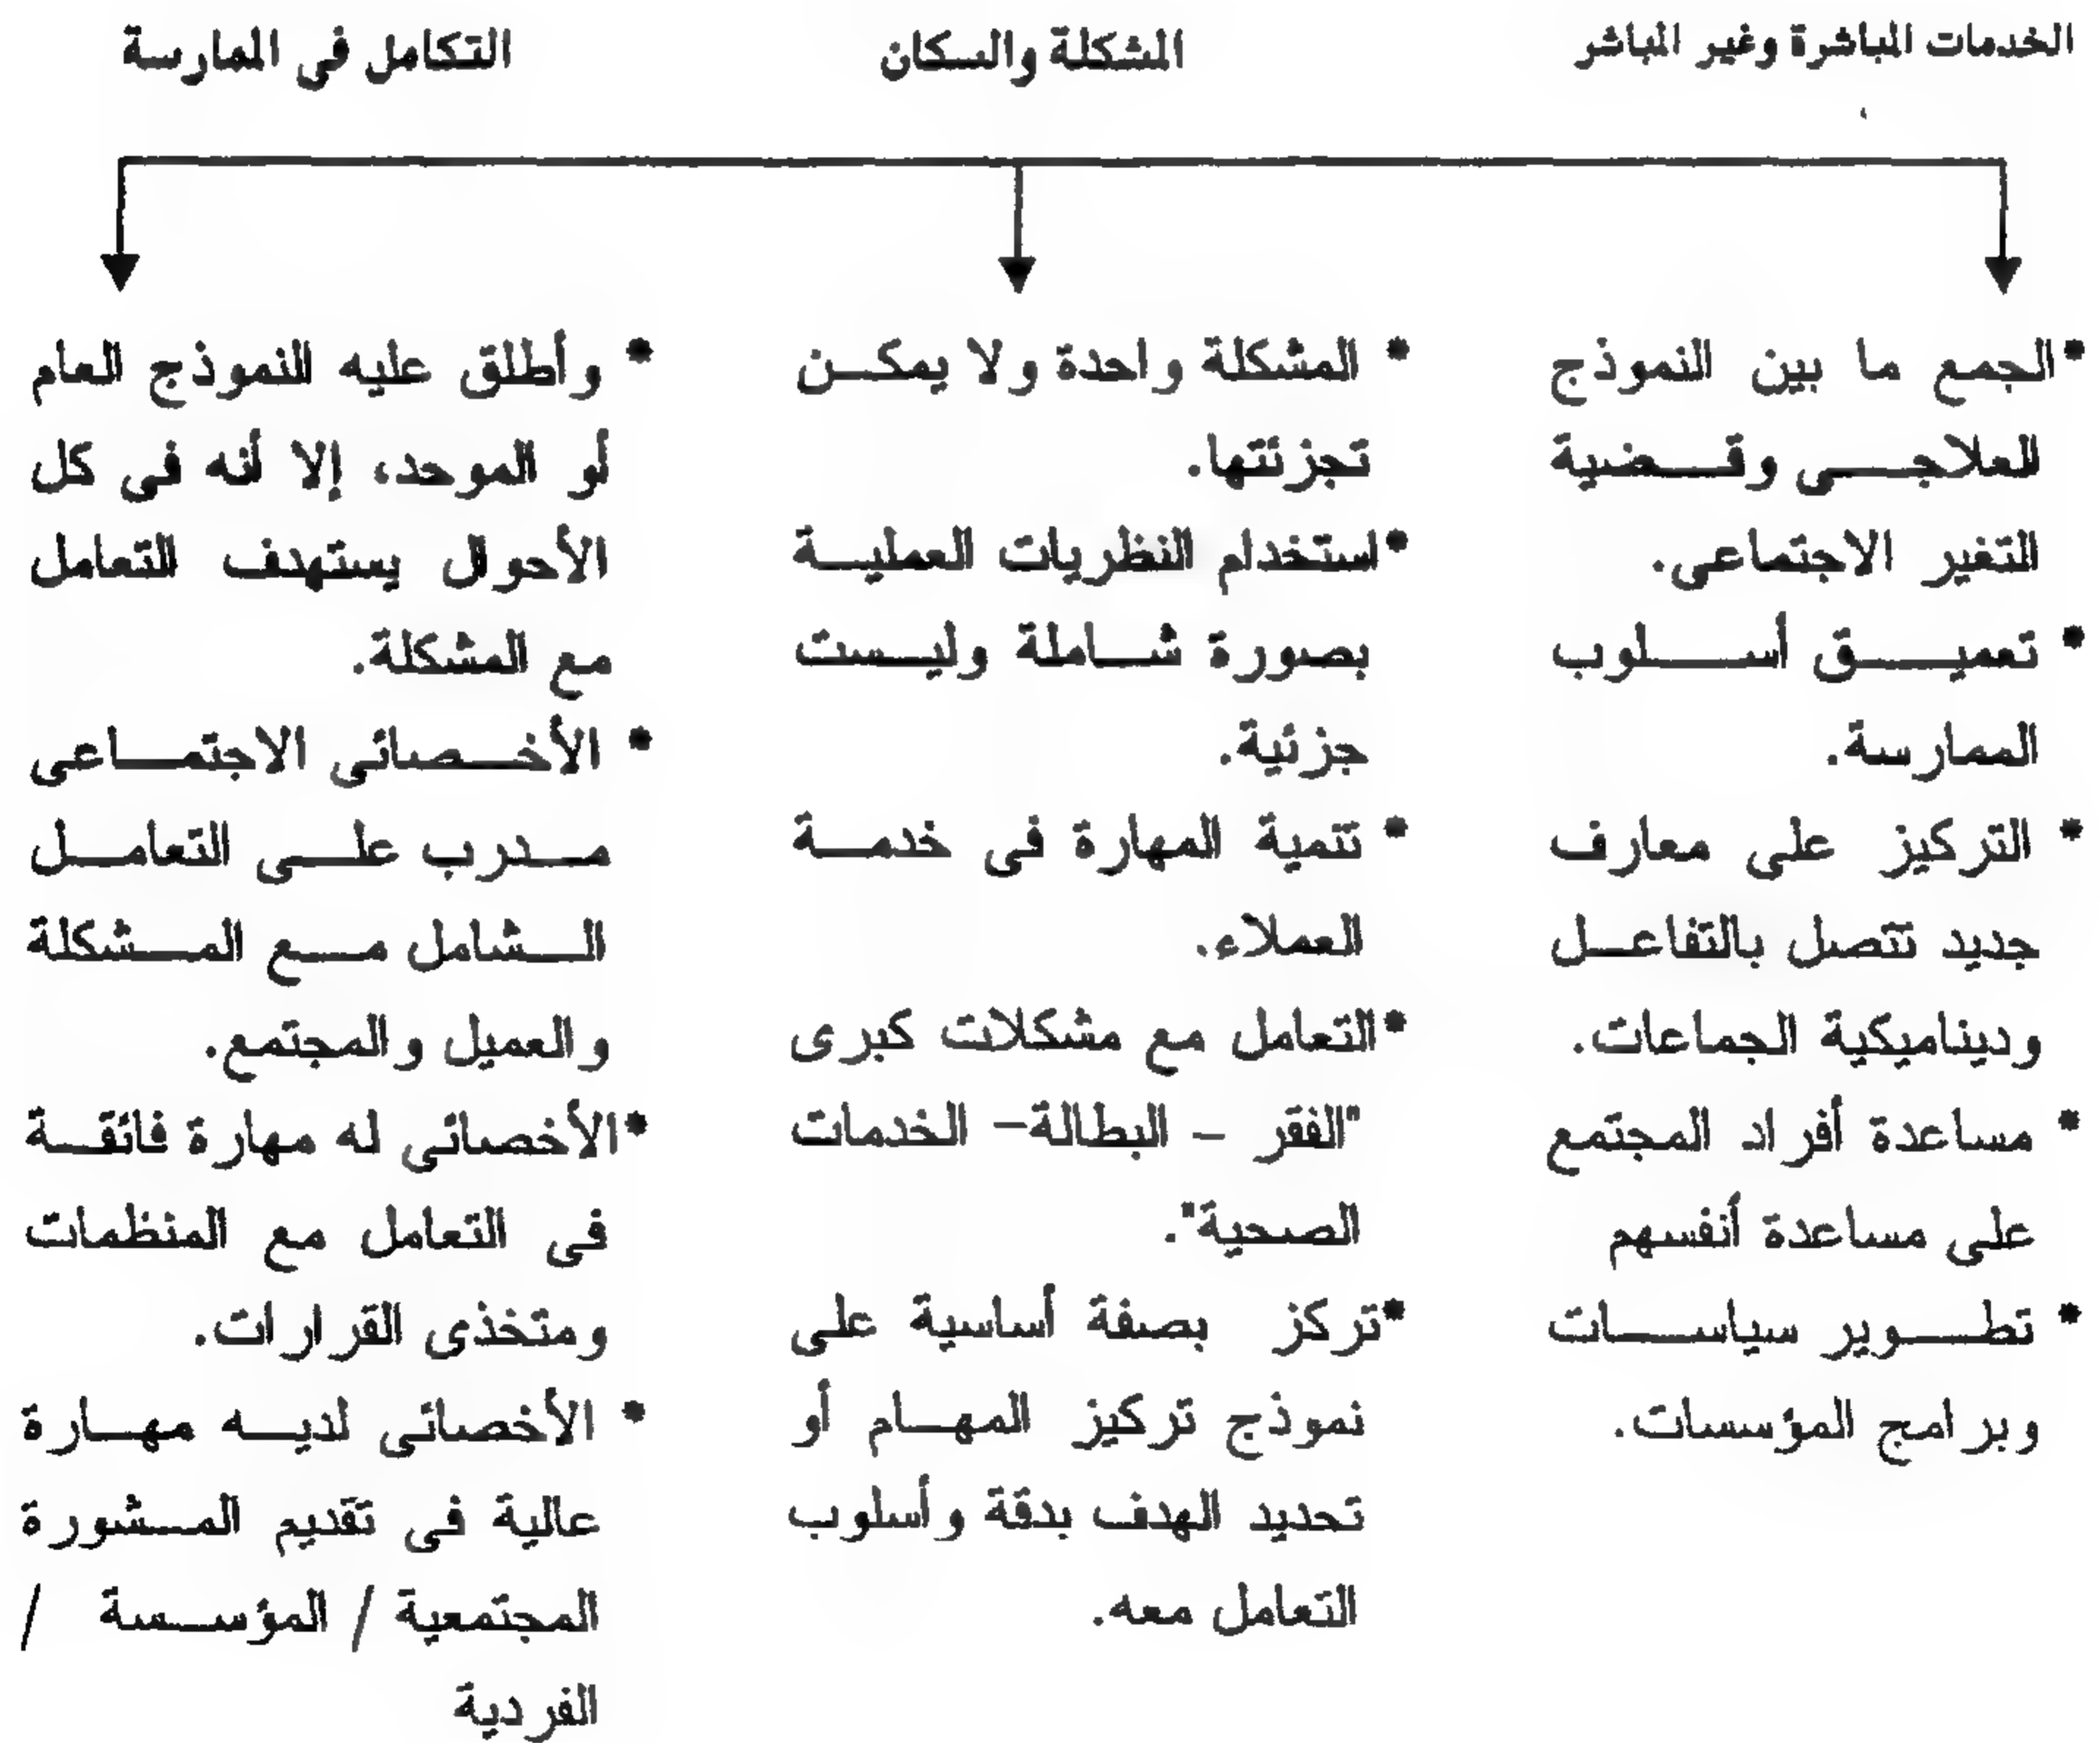 الخدمات المباشرة وغير المباشر
المشكلة والسكان
التكامل فى الممارسة
*الجمع ما بين النموذج
العلاجى وقضية
التغير الاجتماعى.
* تعميق أسلوب
الممارسة.
* التركيز على معارف
جديد تتصل بالتفاعل
وديناميكية الجماعات.
* مساعدة أفراد المجتمع
على مساعدة أنفسهم
* تطوير سياسات
وبرامج المؤسسات.
* المشكلة واحدة ولا يمكن
تجزئتها.
*استخدام النظريات العملية
بصورة شاملة وليست
جزئية.
* تتمية المهارة فى خدمة
العملاء.
*التعامل مع مشكلات كبرى
"الفقر – البطالة– الخدمات
الصحية".
*تركز بصفة أساسية على
نموذج تركيز المهام أو
تحديد الهدف بدقة وأسلوب
التعامل معه.
* وأطلق عليه النموذج العام
لو الموحد، إلا أنه فى كل
الأحوال يستهدف التعامل
مع المشكلة.
* الأخصائى الاجتماعى
مدرب على التعامل
الشامل مع المشكلة
والعميل والمجتمع.
*الأخصائى له مهارة فائقة
فى التعامل مع المنظمات
ومتخذى القرارات.
* الأخصائى لديه مهارة
عالية فى تقديم المشورة
المجتمعية / المؤسسة /
الفردية